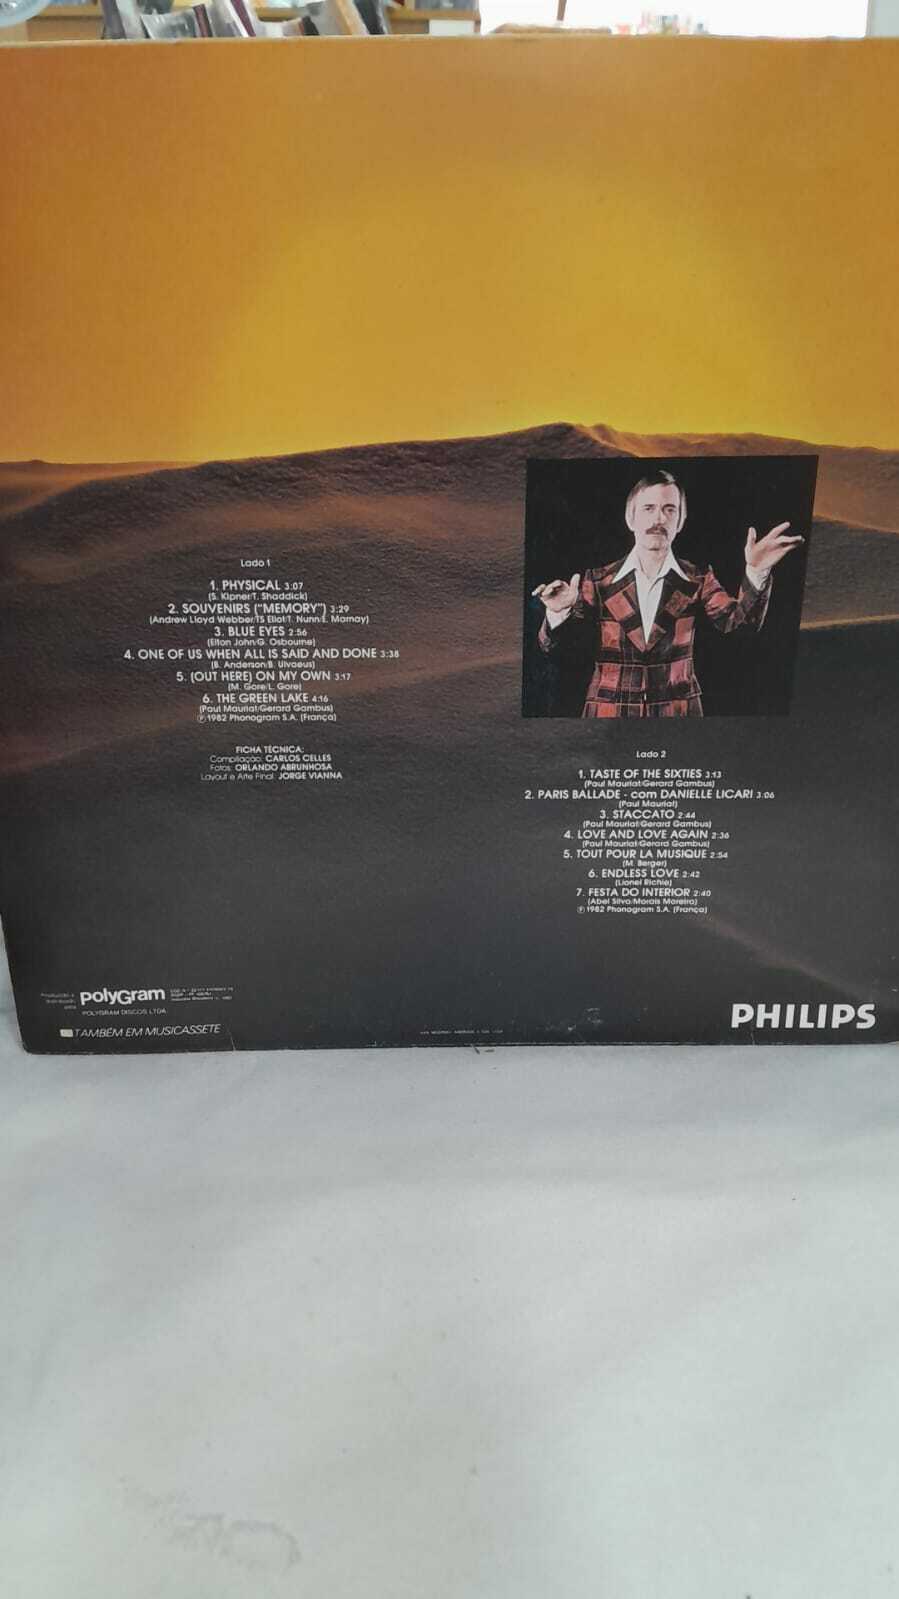 Lado 1
1. PHYSICAL 3:07
(S. Kipner/T. Shaddick)
2. SOUVENIRS ("MEMORY") 3:29
(Andrew Lloyd Webber/TS Eliot/T. Nunn/E. Marnay)
3. BLUE EYES 2:56
(Elton John/G. Osbourne)
4. ONE OF US WHEN ALL IS SAID AND DONE 3:38
(B. Anderson/B. Ulvaeus)
5. (OUT HERE) ON MY OWN 3:17
(M. Gore/L. Gore)
6. THE GREEN LAKE 4:16
(Paul Mauriat/Gerard Gambus)
℗ 1982 Phonogram S.A. (França)
FICHA TÉCNICA:
Compilação: CARLOS CELLES
Fotos: ORLANDO ABRUNHOSA
Layout e Arte Final: JORGE VIANNA
Lado 2
1. TASTE OF THE SIXTIES 3:13
(Paul Mauriat/Gerard Gambus)
2. PARIS BALLADE - com DANIELLE LICARI 3:06
(Paul Mauriat)
3. STACCATO 2:44
(Paul Mauriat/Gerard Gambus)
4. LOVE AND LOVE AGAIN 2:36
(Paul Mauriat/Gerard Gambus)
5. TOUT POUR LA MUSIQUE 2:54
(M. Berger)
6. ENDLESS LOVE 2:42
(Lionel Richie)
7. FESTA DO INTERIOR 2:40
(Abel Silva/Morais Moreira)
℗ 1982 Phonogram S.A. (França)
polyGram
POLYGRAM DISCOS LTDA.
TAMBÉM EM MUSICASSETE
PHILIPS